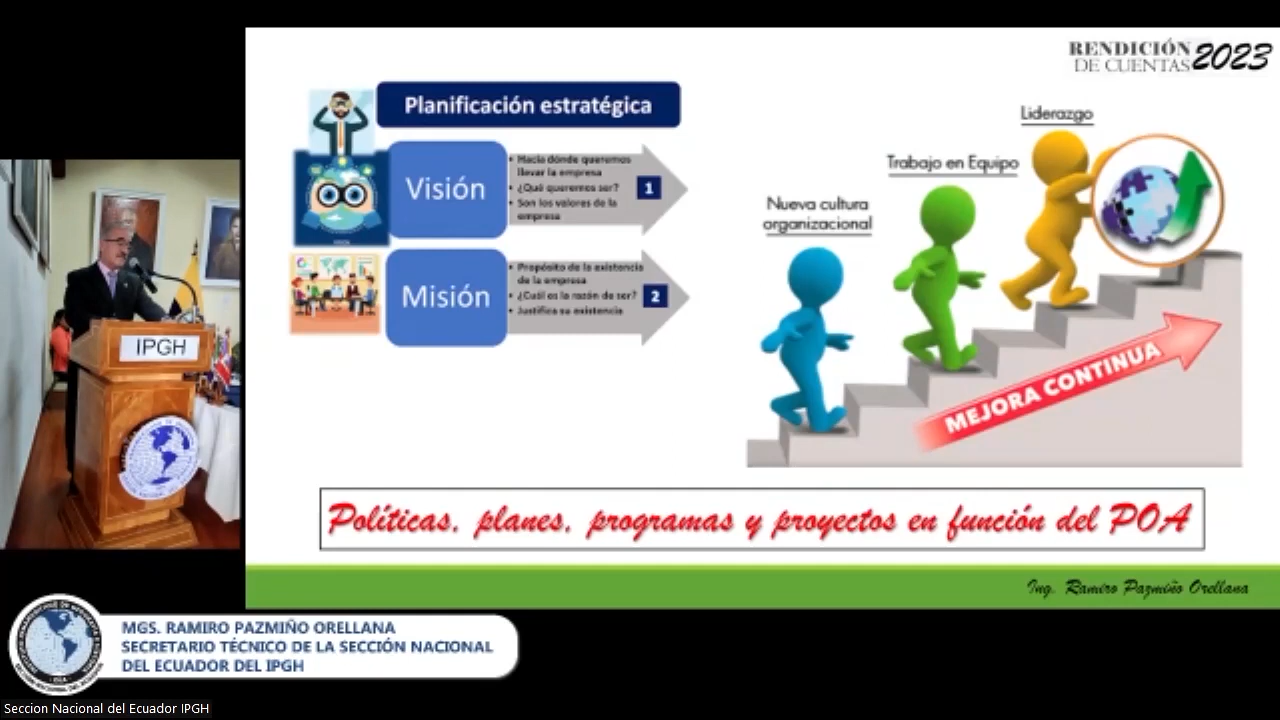 RENDICIÓN
DE CUENTAS 2023
Planificación estratégica
Visión
• Hacia dónde queremos
llevar la empresa
• ¿Qué queremos ser?
• Son los valores de la
empresa
1
Misión
• Propósito de la existencia
de la empresa
• ¿Cuál es la razón de ser?
• Justifica su existencia
2
Liderazgo
Trabajo en Equipo
Nueva cultura
organizacional
MEJORA CONTINUA
Políticas, planes, programas y proyectos en función del POA
Ing. Ramiro Pazmiño Orellana
IPGH
MGS. RAMIRO PAZMIÑO ORELLANA
SECRETARIO TÉCNICO DE LA SECCIÓN NACIONAL
DEL ECUADOR DEL IPGH
Seccion Nacional del Ecuador IPGH